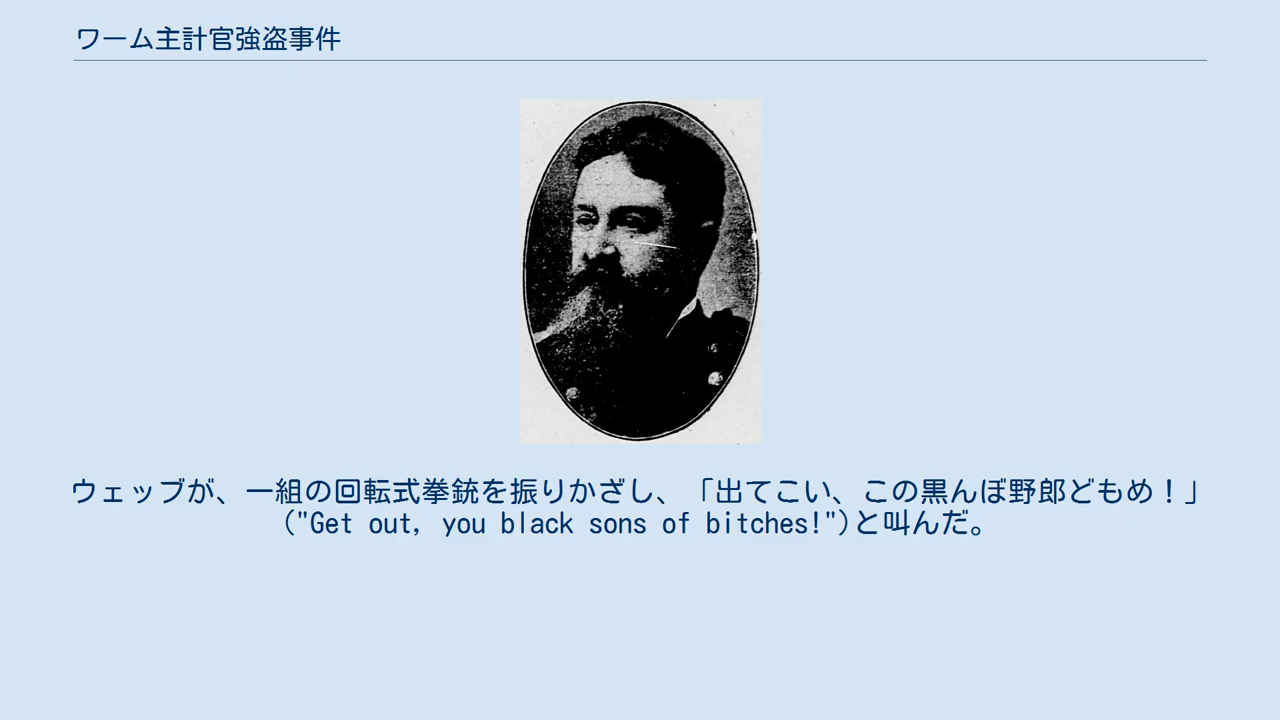 ワーム主計官強盗事件
ウェッブが、一組の回転式拳銃を振りかざし、「出てこい、この黒んぼ野郎どもめ！」
("Get out, you black sons of bitches!")と叫んだ。